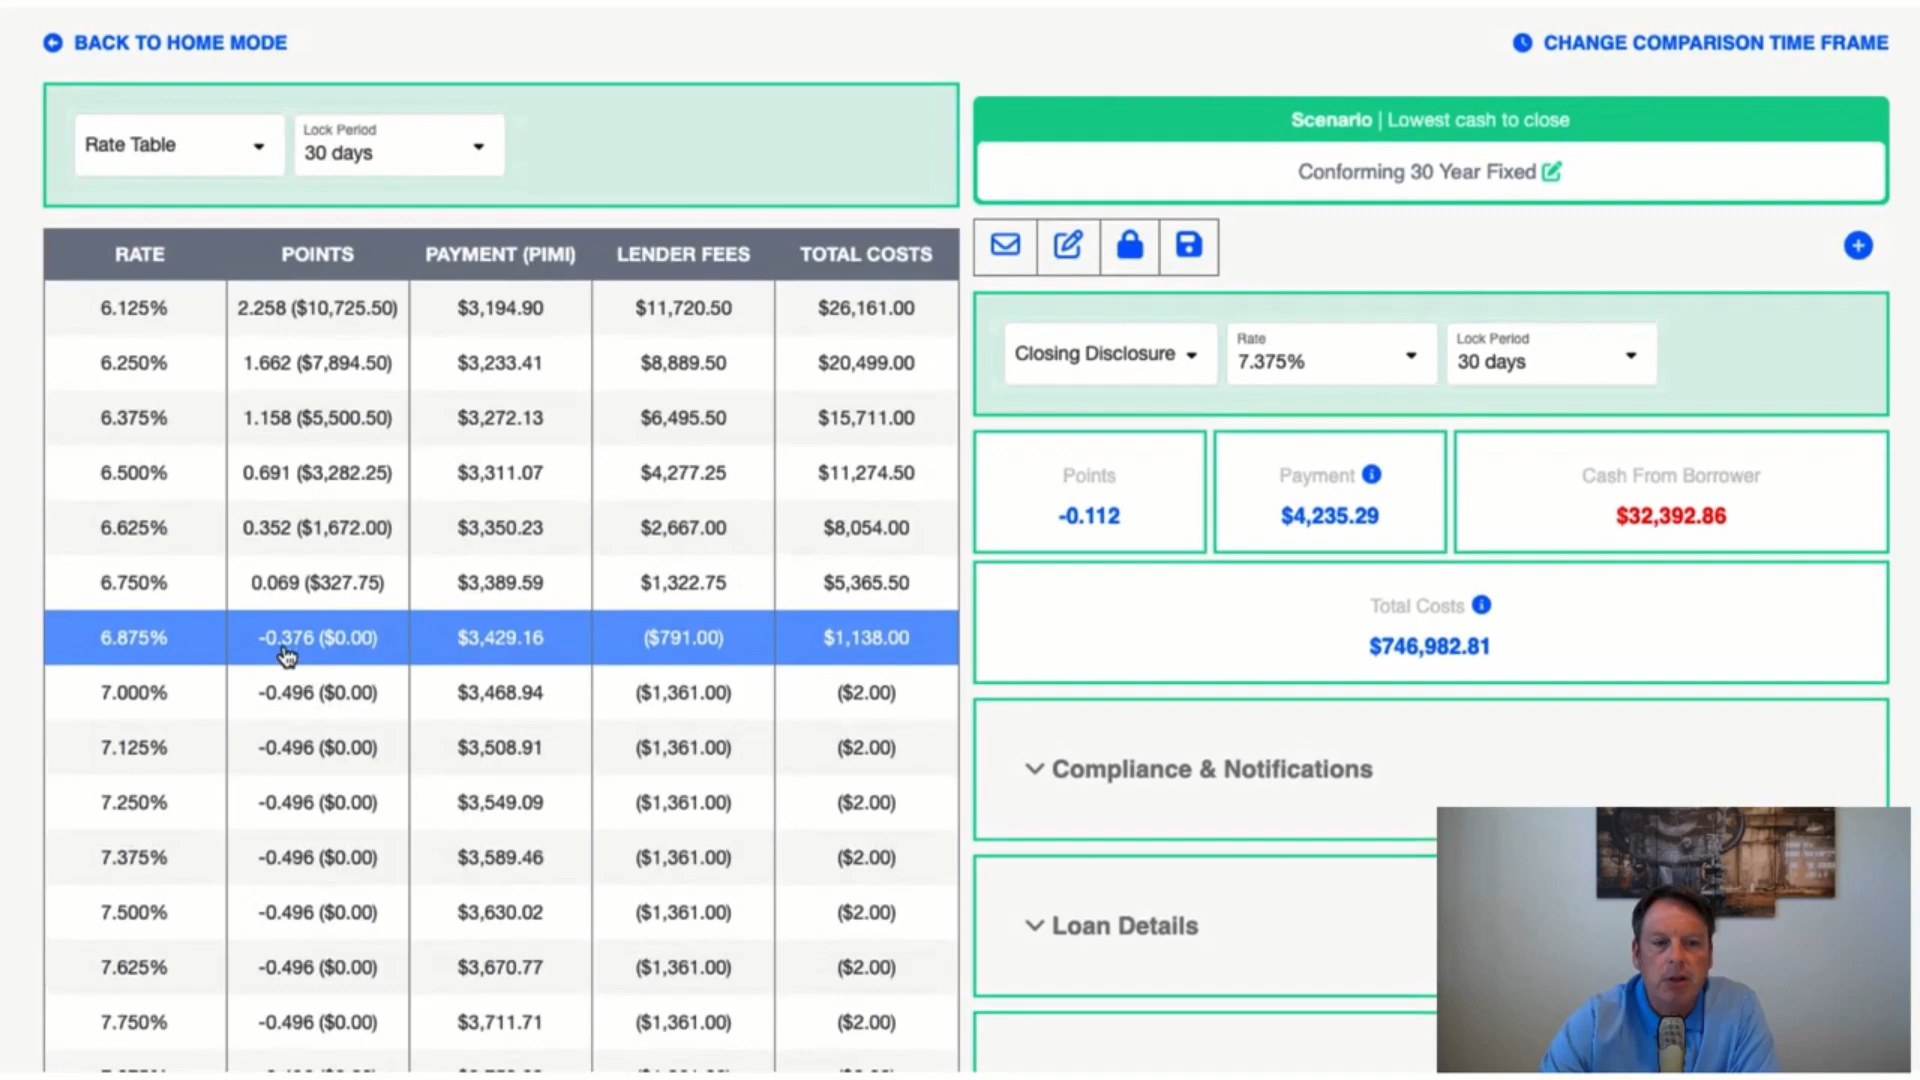 BACK TO HOME MODE
CHANGE COMPARISON TIME FRAME
Rate Table
Lock Period
30 days
RATE POINTS PAYMENT (PIMI) LENDER FEES TOTAL COSTS
6.125% 2.258 ($10,725.50) $3,194.90 $11,720.50 $26,161.00
6.250% 1.662 ($7,894.50) $3,233.41 $8,889.50 $20,499.00
6.375% 1.158 ($5,500.50) $3,272.13 $6,495.50 $15,711.00
6.500% 0.691 ($3,282.25) $3,311.07 $4,277.25 $11,274.50
6.625% 0.352 ($1,672.00) $3,350.23 $2,667.00 $8,054.00
6.750% 0.069 ($327.75) $3,389.59 $1,322.75 $5,365.50
6.875% -0.376 ($0.00) $3,429.16 ($791.00) $1,138.00
7.000% -0.496 ($0.00) $3,468.94 ($1,361.00) ($2.00)
7.125% -0.496 ($0.00) $3,508.91 ($1,361.00) ($2.00)
7.250% -0.496 ($0.00) $3,549.09 ($1,361.00) ($2.00)
7.375% -0.496 ($0.00) $3,589.46 ($1,361.00) ($2.00)
7.500% -0.496 ($0.00) $3,630.02 ($1,361.00) ($2.00)
7.625% -0.496 ($0.00) $3,670.77 ($1,361.00) ($2.00)
7.750% -0.496 ($0.00) $3,711.71 ($1,361.00) ($2.00)
Scenario | Lowest cash to close
Conforming 30 Year Fixed
Closing Disclosure
Rate
7.375%
Lock Period
30 days
Points
-0.112
Payment
$4,235.29
Cash From Borrower
$32,392.86
Total Costs
$746,982.81
Compliance & Notifications
Loan Details